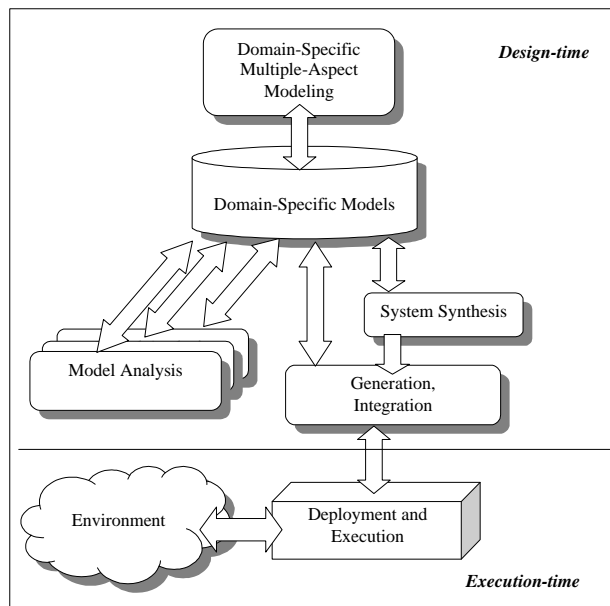 Domain-Specific
Multiple-Aspect
Modeling
Design-time
Domain-Specific Models
System Synthesis
Model Analysis
Generation,
Integration
Environment
Deployment and
Execution
Execution-time